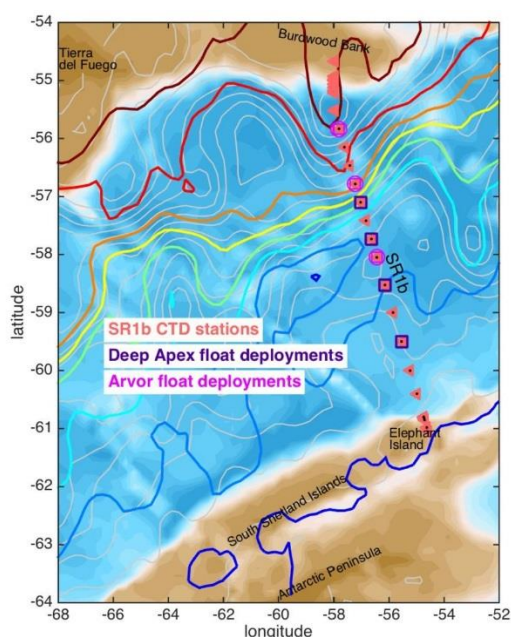 -54
Burdwood Bank
Tierra
del Fuego
-55
-56
-57
-58
SR1b
latitude
-59
SR1b CTD stations
Deep Apex float deployments
Arvor float deployments
-60
-61
Elephant
Island
-62
South Shetland Islands
-63
Antarctic Peninsula
-64
-68
-66
-64
-62
-60
-58
-56
-54
-52
longitude